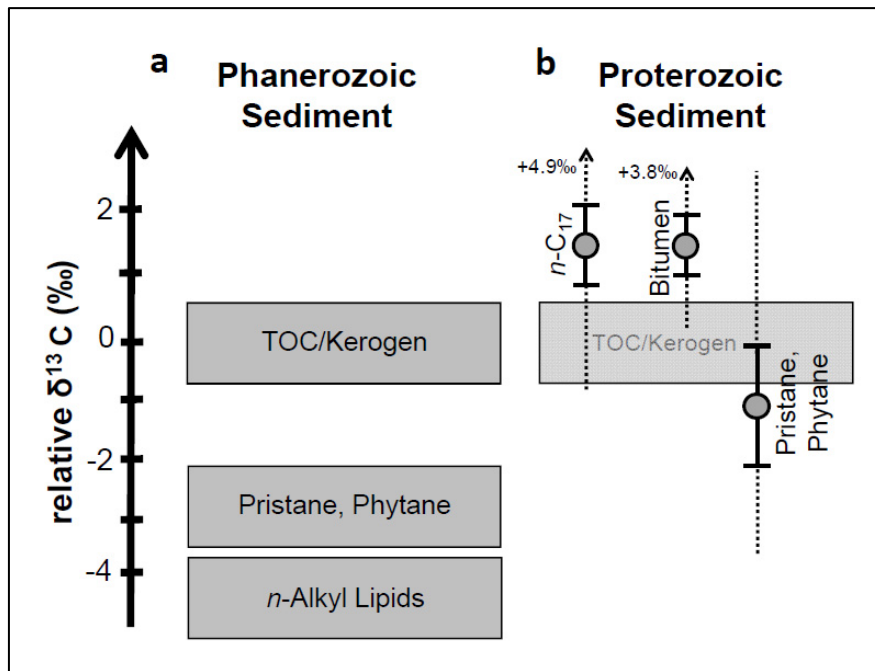 a
Phanerozoic
Sediment
b
Proterozoic
Sediment
relative δ¹³ C (‰)
2
0
-2
-4
TOC/Kerogen
Pristane, Phytane
n-Alkyl Lipids
+4.9‰
n-C₁₇
+3.8‰
Bitumen
TOC/Kerogen
Pristane,
Phytane